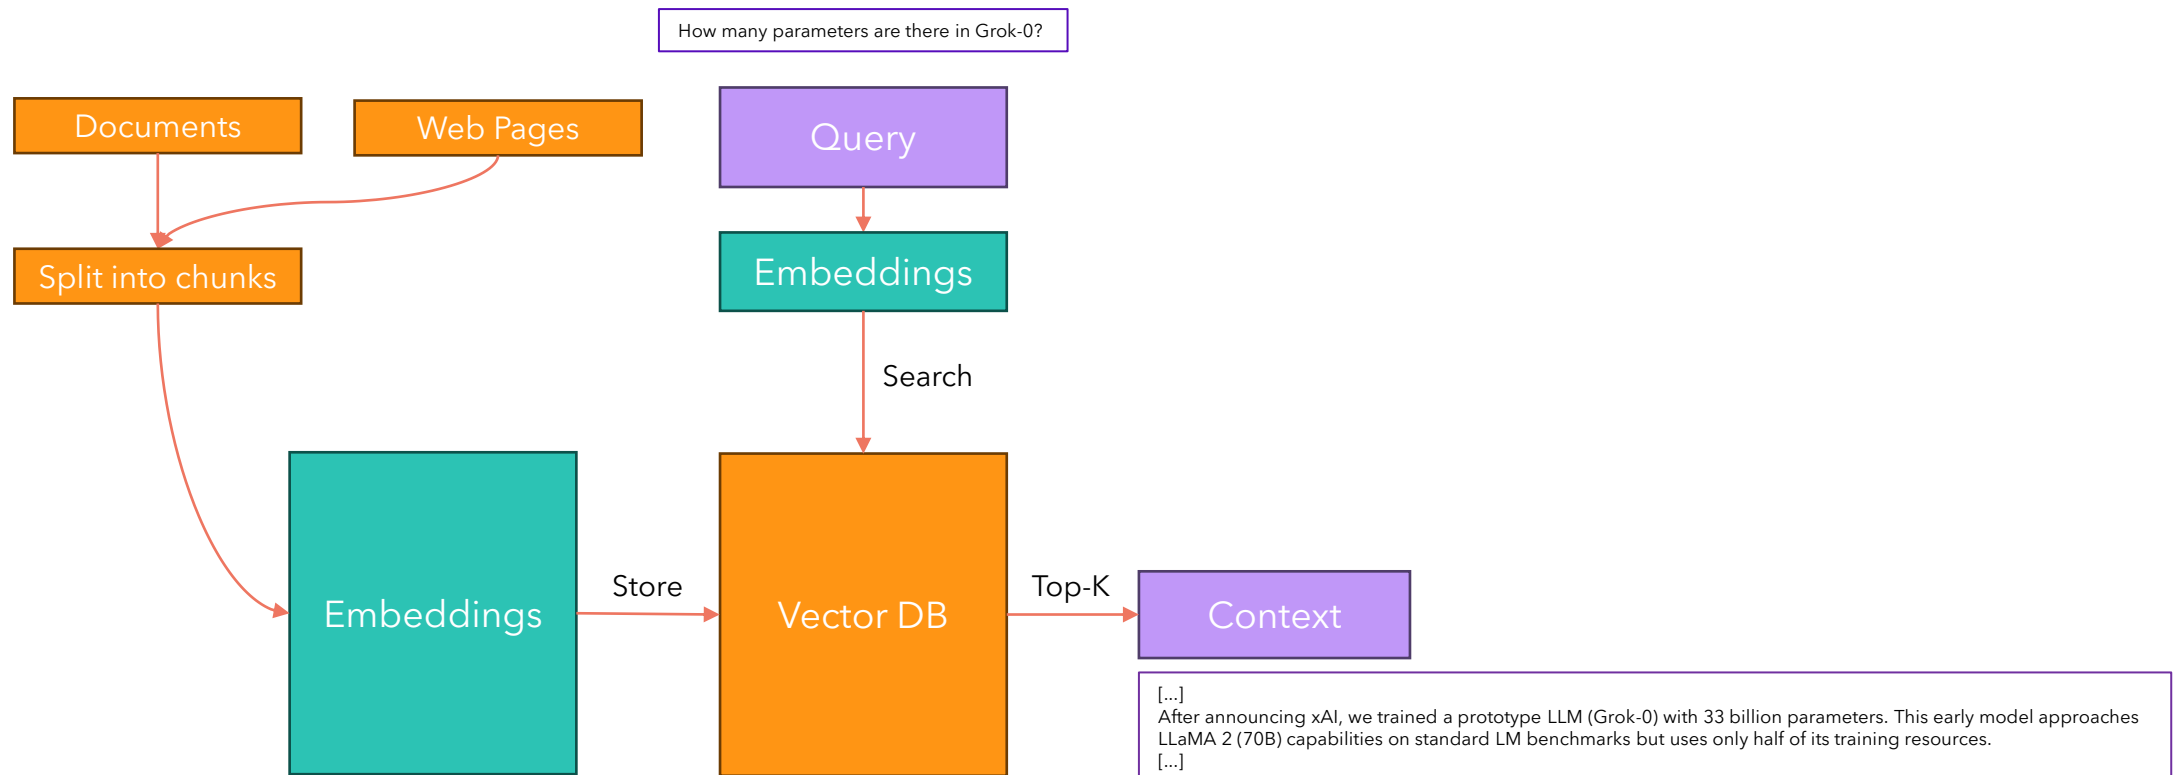 How many parameters are there in Grok-0?
Documents
Web Pages
Query
Split into chunks
Embeddings
Search
Embeddings
Store
Vector DB
Top-K
Context
[...]
After announcing xAI, we trained a prototype LLM (Grok-0) with 33 billion parameters. This early model approaches
LLaMA 2 (70B) capabilities on standard LM benchmarks but uses only half of its training resources.
[...]